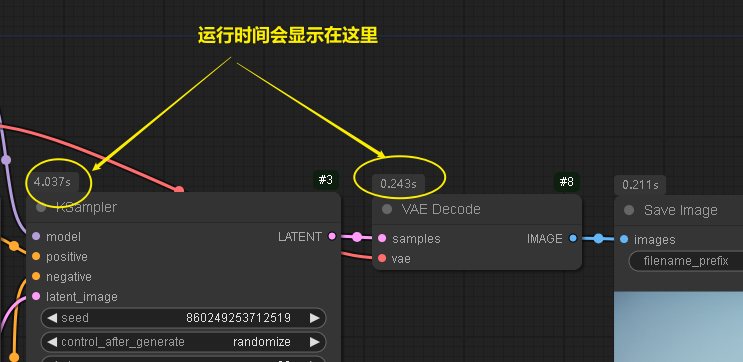 运行时间会显示在这里
4.037s
#3
0.243s
#8
0.211s
KSampler
VAE Decode
Save Image
model
LATENT
samples
IMAGE
images
positive
vae
filename_prefix
negative
latent_image
seed
860249253712519
control_after_generate
randomize